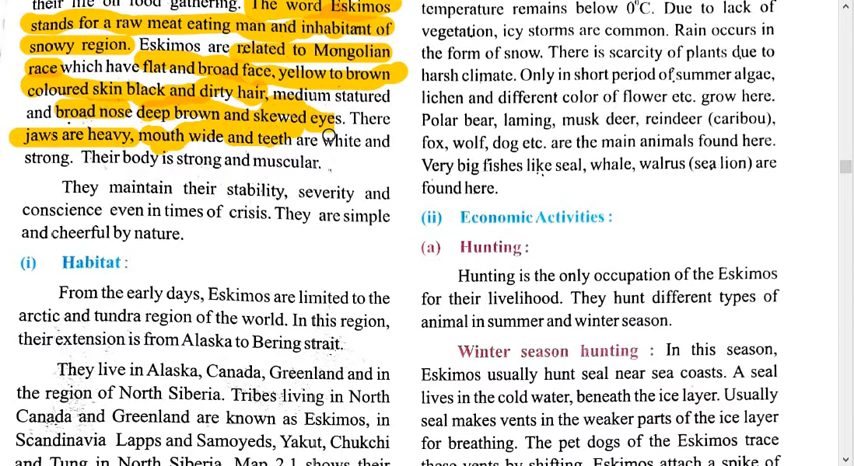 their life on food gathering. The word Eskimos
stands for a raw meat eating man and inhabitant of
snowy region. Eskimos are related to Mongolian
race which have flat and broad face, yellow to brown
coloured skin black and dirty hair, medium statured
and broad nose deep brown and skewed eyes. There
jaws are heavy, mouth wide and teeth are white and
strong. Their body is strong and muscular.
They maintain their stability, severity and
conscience even in times of crisis. They are simple
and cheerful by nature.
(i) Habitat :
From the early days, Eskimos are limited to the
arctic and tundra region of the world. In this region,
their extension is from Alaska to Bering strait.
They live in Alaska, Canada, Greenland and in
the region of North Siberia. Tribes living in North
Canada and Greenland are known as Eskimos, in
Scandinavia Lapps and Samoyeds, Yakut, Chukchi
and Tung in North Siberia. Map 2.1 shows their
temperature remains below 0°C. Due to lack of
vegetation, icy storms are common. Rain occurs in
the form of snow. There is scarcity of plants due to
harsh climate. Only in short period of summer algae,
lichen and different color of flower etc. grow here.
Polar bear, laming, musk deer, reindeer (caribou),
fox, wolf, dog etc. are the main animals found here.
Very big fishes like seal, whale, walrus (sea lion) are
found here.
(ii) Economic Activities :
(a) Hunting :
Hunting is the only occupation of the Eskimos
for their livelihood. They hunt different types of
animal in summer and winter season.
Winter season hunting : In this season,
Eskimos usually hunt seal near sea coasts. A seal
lives in the cold water, beneath the ice layer. Usually
seal makes vents in the weaker parts of the ice layer
for breathing. The pet dogs of the Eskimos trace
these vents by shifting. Eskimos attach a spike of